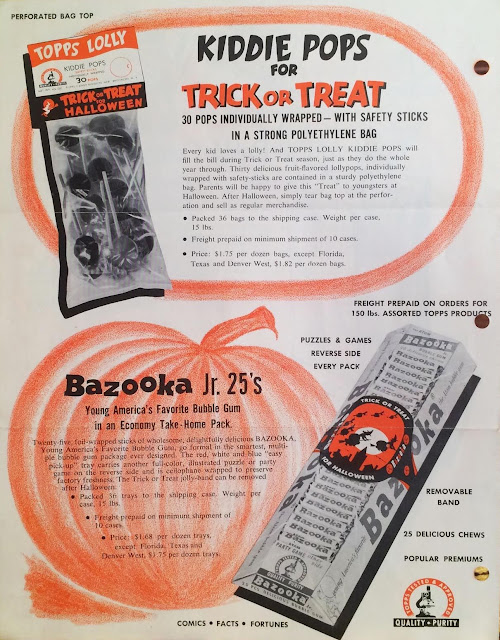 PERFORATED BAG TOP
TOPPS LOLLY
KIDDIE POPS
30 POPS
TRICK OR TREAT
FOR
HALLOWEEN
KIDDIE POPS
FOR
TRICK OR TREAT
30 POPS INDIVIDUALLY WRAPPED — WITH SAFETY STICKS
IN A STRONG POLYETHYLENE BAG
Every kid loves a lolly! And TOPPS LOLLY KIDDIE POPS will
fill the bill during Trick or Treat season, just as they do the whole
year through. Thirty delicious fruit-flavored lollypops, individually
wrapped with safety-sticks are contained in a sturdy polyethylene
bag. Parents will be happy to give this "Treat" to youngsters at
Halloween. After Halloween, simply tear bag top at the perfor-
ation and sell as regular merchandise.
• Packed 36 bags to the shipping case. Weight per case,
15 lbs.
• Freight prepaid on minimum shipment of 10 cases.
• Price: $1.75 per dozen bags, except Florida,
Texas and Denver West, $1.82 per dozen bags.
FREIGHT PREPAID ON ORDERS FOR
150 lbs. ASSORTED TOPPS PRODUCTS
PUZZLES & GAMES
REVERSE SIDE
EVERY PACK
Bazooka Jr. 25's
Young America's Favorite Bubble Gum
in an Economy Take-Home Pack.
Twenty-five, foil-wrapped sticks of wholesome, delightfully delicious BAZOOKA,
Young America's Favorite Bubble Gum, so formed in the smartest, multi-
ple bubble gum package ever designed. The red, white and blue "easy
pick-up" tray carries another full-color, illustrated puzzle or party
game on the reverse side and is cellophane wrapped to preserve
factory freshness. The Trick or Treat jolly-band can be removed
after Halloween.
• Packed 36 trays to the shipping case. Weight per
case, 15 lbs.
• Freight prepaid on minimum shipment of
10 cases.
• Price: $1.68 per dozen trays,
except Florida, Texas and
Denver West, $1.75 per dozen trays.
Bazooka
TRICK OR TREAT
FOR HALLOWEEN
Bazooka
Bazooka
REMOVABLE
BAND
25 DELICIOUS CHEWS
POPULAR PREMIUMS
TOPPS TESTED & APPROVED
QUALITY • PURITY
COMICS • FACTS • FORTUNES